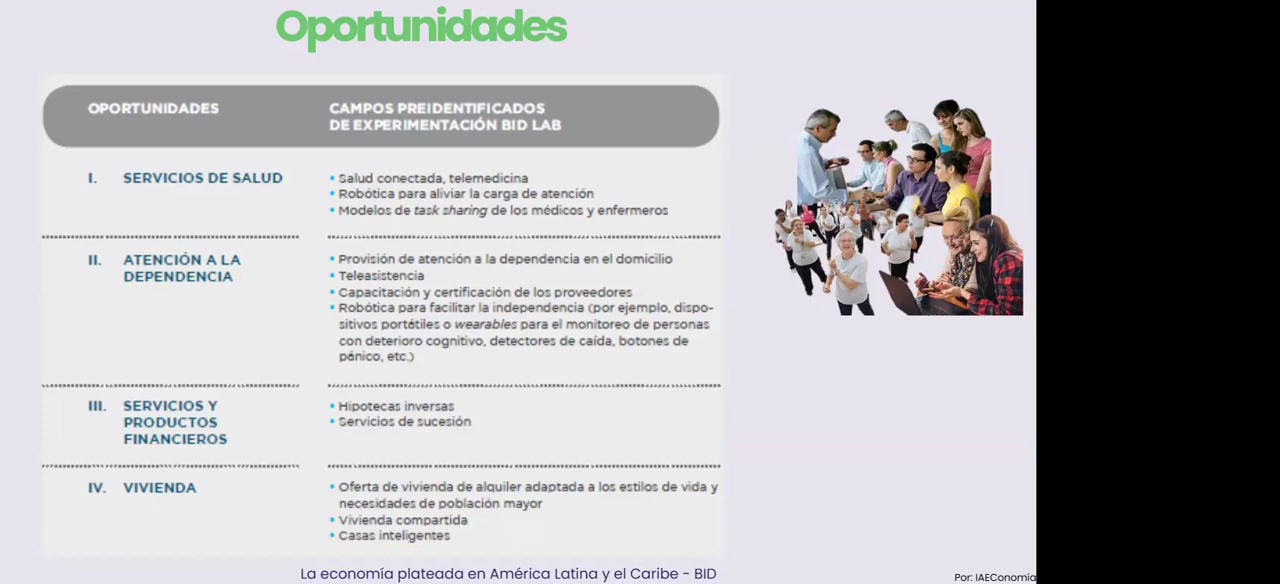 Oportunidades
OPORTUNIDADES
CAMPOS PREIDENTIFICADOS
DE EXPERIMENTACIÓN BID LAB
I. SERVICIOS DE SALUD
• Salud conectada, telemedicina
• Robótica para aliviar la carga de atención
• Modelos de task sharing de los médicos y enfermeros
II. ATENCIÓN A LA
DEPENDENCIA
• Provisión de atención a la dependencia en el domicilio
• Teleasistencia
• Capacitación y certificación de los proveedores
• Robótica para facilitar la independencia (por ejemplo, dispo-
sitivos portátiles o wearables para el monitoreo de personas
con deterioro cognitivo, detectores de caída, botones de
pánico, etc.)
III. SERVICIOS Y
PRODUCTOS
FINANCIEROS
• Hipotecas inversas
• Servicios de sucesión
IV. VIVIENDA
• Oferta de vivienda de alquiler adaptada a los estilos de vida y
necesidades de población mayor
• Vivienda compartida
• Casas inteligentes
La economía plateada en América Latina y el Caribe - BID
Por: IAEConomía